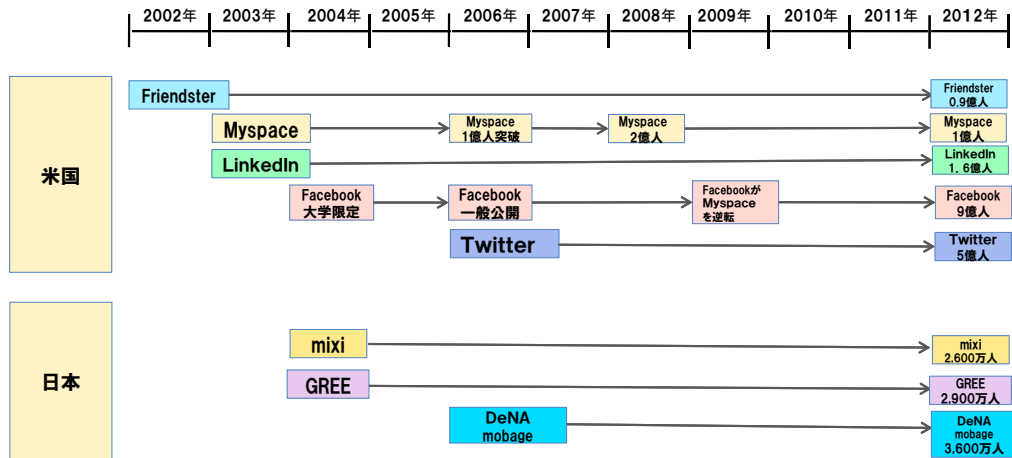 2002年 2003年 2004年 2005年 2006年 2007年 2008年 2009年 2010年 2011年 2012年
米国
Friendster
Friendster
0.9億人
Myspace
Myspace
1億人突破
Myspace
2億人
Myspace
1億人
LinkedIn
LinkedIn
1.6億人
Facebook
大学限定
Facebook
一般公開
Facebookが
Myspace
を逆転
Facebook
9億人
Twitter
Twitter
5億人
日本
mixi
mixi
2,600万人
GREE
GREE
2,900万人
DeNA
mobage
DeNA
mobage
3,600万人